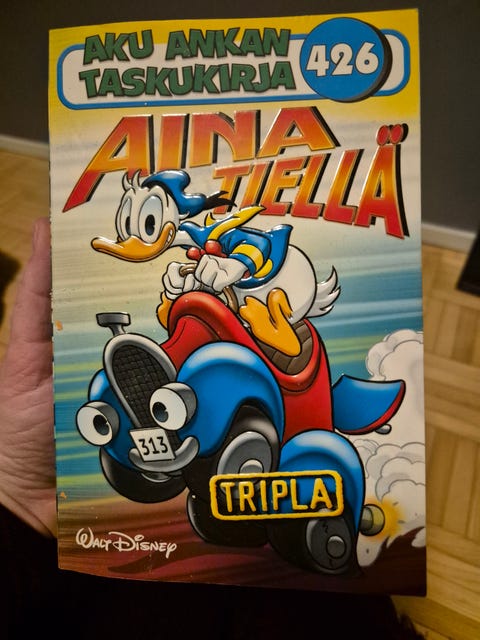 AKU ANKAN
TASKUKIRJA
426
AINA
TIELLÄ
313
TRIPLA
WALT DISNEY